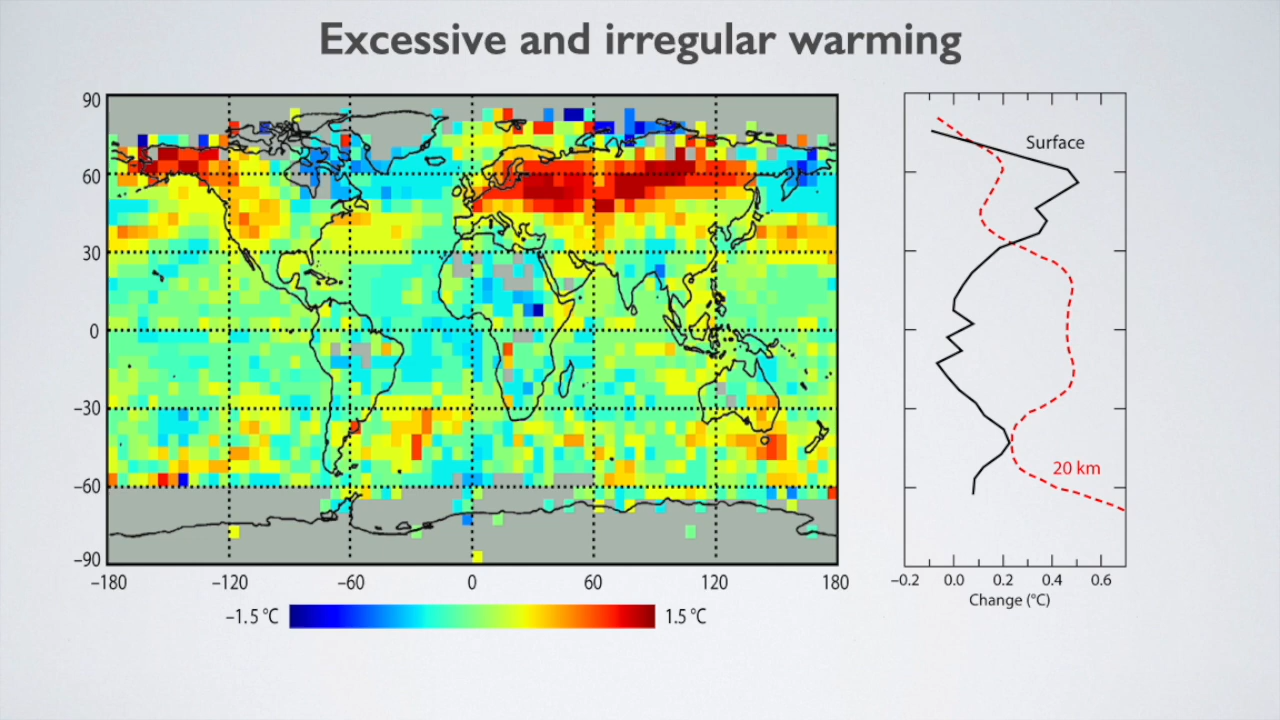 Excessive and irregular warming
90
60
30
0
−30
−60
−90
−180 −120 −60 0 60 120 180
−1.5 °C 1.5 °C
Surface
20 km
−0.2 0.0 0.2 0.4 0.6
Change (°C)